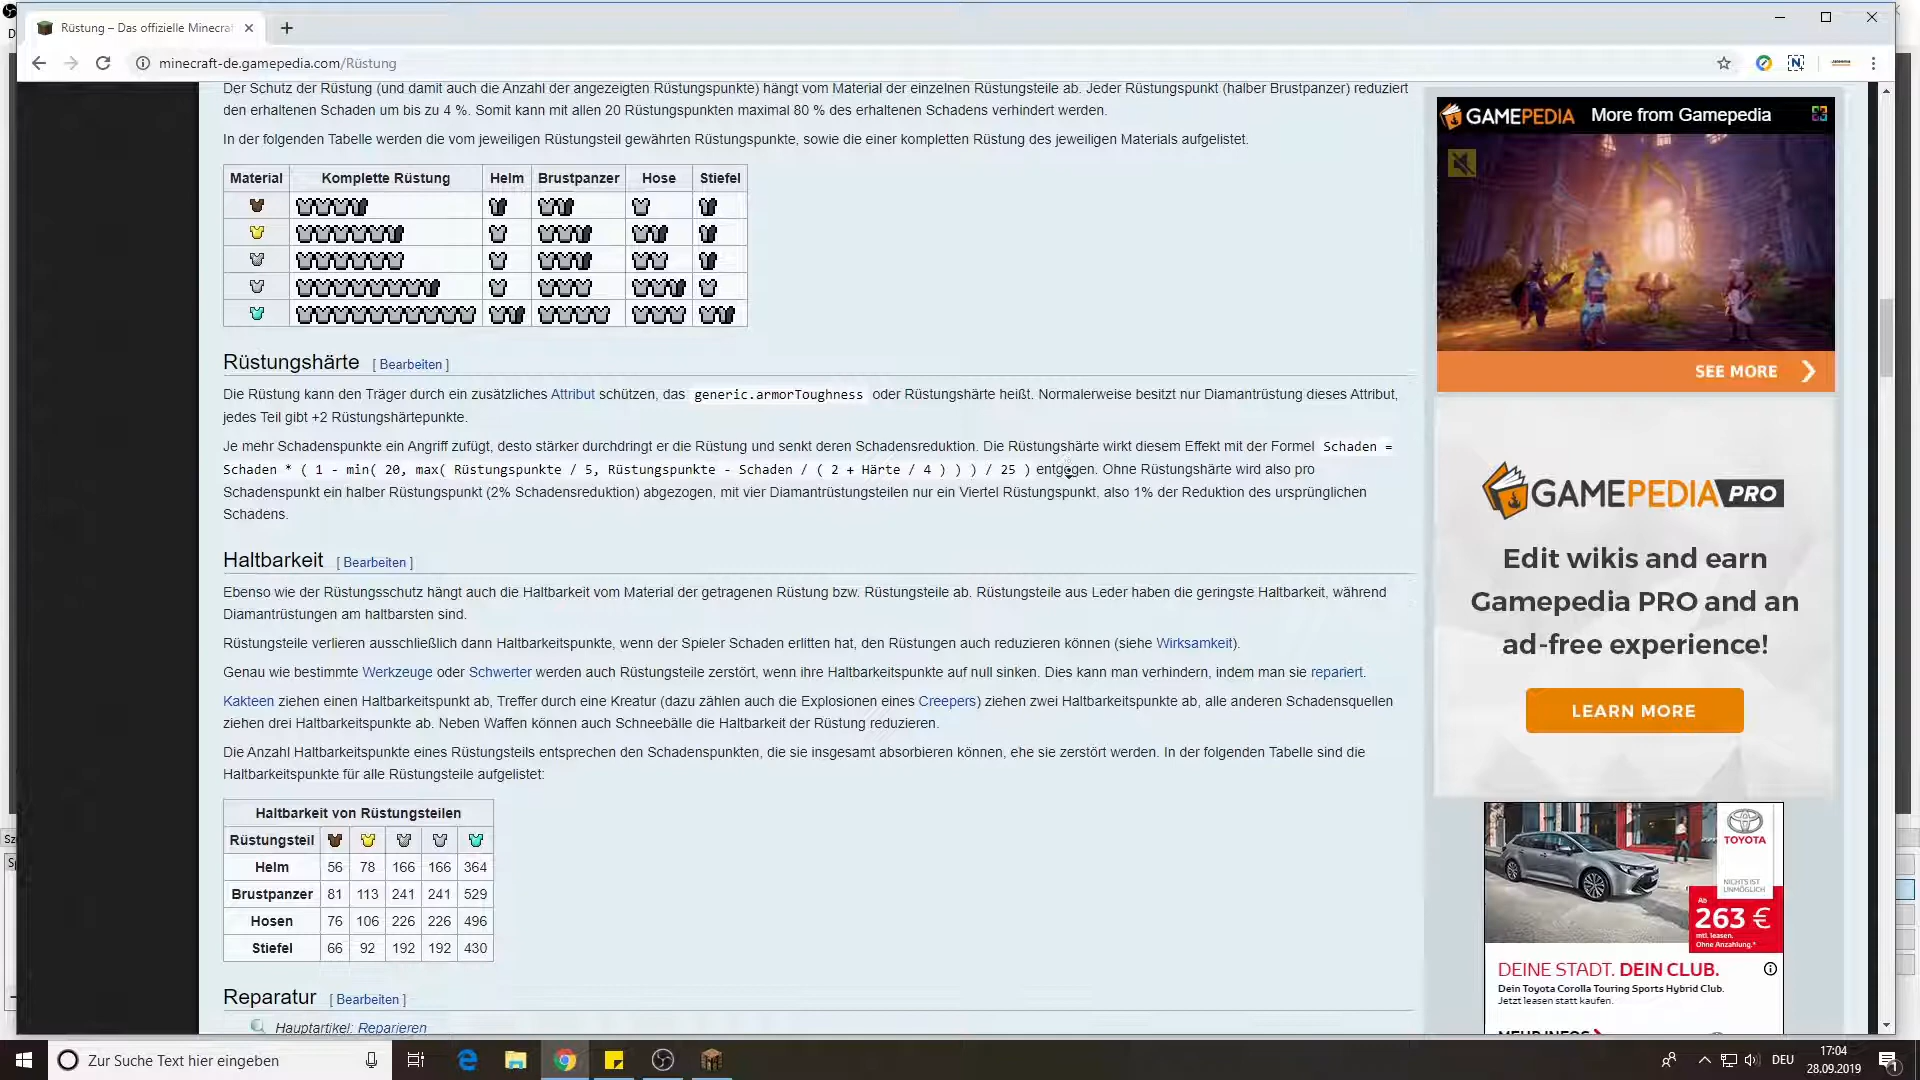 Rüstung – Das offizielle Minecra
minecraft-de.gamepedia.com/Rüstung
Der Schutz der Rüstung (und damit auch die Anzahl der angezeigten Rüstungspunkte) hängt vom Material der einzelnen Rüstungsteile ab. Jeder Rüstungspunkt (halber Brustpanzer) reduziert
den erhaltenen Schaden um bis zu 4 %. Somit kann mit allen 20 Rüstungspunkten maximal 80 % des erhaltenen Schadens verhindert werden.
In der folgenden Tabelle werden die vom jeweiligen Rüstungsteil gewährten Rüstungspunkte, sowie die einer kompletten Rüstung des jeweiligen Materials aufgelistet.
Material Komplette Rüstung Helm Brustpanzer Hose Stiefel
Rüstungshärte [ Bearbeiten ]
Die Rüstung kann den Träger durch ein zusätzliches Attribut schützen, das generic.armorToughness oder Rüstungshärte heißt. Normalerweise besitzt nur Diamantrüstung dieses Attribut,
jedes Teil gibt +2 Rüstungshärtepunkte.
Je mehr Schadenspunkte ein Angriff zufügt, desto stärker durchdringt er die Rüstung und senkt deren Schadensreduktion. Die Rüstungshärte wirkt diesem Effekt mit der Formel Schaden =
Schaden * ( 1 - min( 20, max( Rüstungspunkte / 5, Rüstungspunkte - Schaden / ( 2 + Härte / 4 ) ) ) / 25 ) entgegen. Ohne Rüstungshärte wird also pro
Schadenspunkt ein halber Rüstungspunkt (2% Schadensreduktion) abgezogen, mit vier Diamantrüstungsteilen nur ein Viertel Rüstungspunkt, also 1% der Reduktion des ursprünglichen
Schadens.
Haltbarkeit [ Bearbeiten ]
Ebenso wie der Rüstungsschutz hängt auch die Haltbarkeit vom Material der getragenen Rüstung bzw. Rüstungsteile ab. Rüstungsteile aus Leder haben die geringste Haltbarkeit, während
Diamantrüstungen am haltbarsten sind.
Rüstungsteile verlieren ausschließlich dann Haltbarkeitspunkte, wenn der Spieler Schaden erlitten hat, den Rüstungen auch reduzieren können (siehe Wirksamkeit).
Genau wie bestimmte Werkzeuge oder Schwerter werden auch Rüstungsteile zerstört, wenn ihre Haltbarkeitspunkte auf null sinken. Dies kann man verhindern, indem man sie repariert.
Kakteen ziehen einen Haltbarkeitspunkt ab, Treffer durch eine Kreatur (dazu zählen auch die Explosionen eines Creepers) ziehen zwei Haltbarkeitspunkte ab, alle anderen Schadensquellen
ziehen drei Haltbarkeitspunkte ab. Neben Waffen können auch Schneebälle die Haltbarkeit der Rüstung reduzieren.
Die Anzahl Haltbarkeitspunkte eines Rüstungsteils entsprechen den Schadenspunkten, die sie insgesamt absorbieren können, ehe sie zerstört werden. In der folgenden Tabelle sind die
Haltbarkeitspunkte für alle Rüstungsteile aufgelistet:
Haltbarkeit von Rüstungsteilen
Rüstungsteil
Helm 56 78 166 166 364
Brustpanzer 81 113 241 241 529
Hosen 76 106 226 226 496
Stiefel 66 92 192 192 430
Reparatur [ Bearbeiten ]
Hauptartikel: Reparieren
GAMEPEDIA More from Gamepedia
SEE MORE
GAMEPEDIA PRO
Edit wikis and earn
Gamepedia PRO and an
ad-free experience!
LEARN MORE
TOYOTA
NICHTS IST
UNMÖGLICH
Ab
263 €
mtl. leasen.
Ohne Anzahlung.*
DEINE STADT. DEIN CLUB.
Dein Toyota Corolla Touring Sports Hybrid Club.
Jetzt leasen statt kaufen.
MEHR INFOS
Zur Suche Text hier eingeben
DEU
17:04
28.09.2019
1